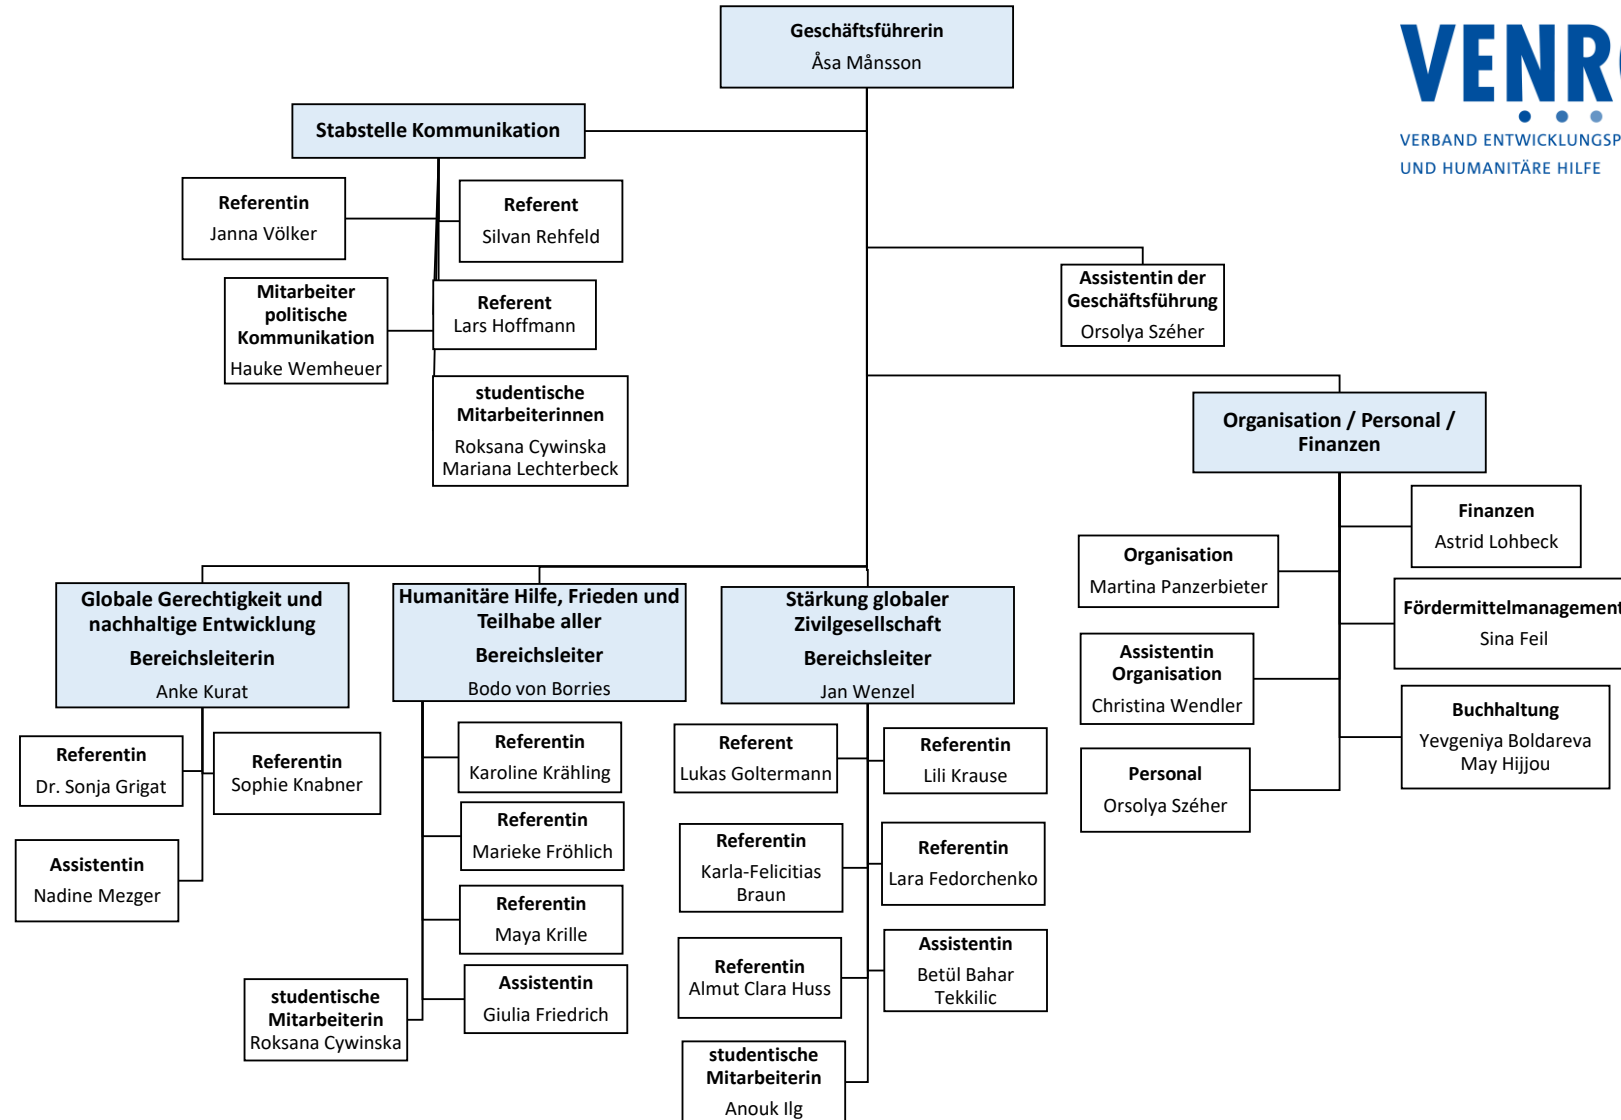 Geschäftsführerin
Åsa Månsson
VERBAND
UND HUMANITÄRE HILFE
Stabstelle Kommunikation
Referentin
Janna Völker
Referent
Silvan Rehfeld
Mitarbeiter
politische
Kommunikation
Hauke Wemheuer
Referent
Lars Hoffmann
studentische
Mitarbeiterinnen
Roksana Cywinska
Mariana Lechterbeck
Assistentin der
Geschäftsführung
Orsolya Széher
Organisation / Personal /
Finanzen
Finanzen
Astrid Lohbeck
Organisation
Martina Panzerbieter
Fördermittelmanagement
Sina Feil
Assistentin
Organisation
Christina Wendler
Buchhaltung
Yevgeniya Boldareva
May Hijjou
Personal
Orsolya Széher
Globale Gerechtigkeit und
nachhaltige Entwicklung
Bereichsleiterin
Anke Kurat
Referentin
Dr. Sonja Grigat
Referentin
Sophie Knabner
Assistentin
Nadine Mezger
Humanitäre Hilfe, Frieden und
Teilhabe aller
Bereichsleiter
Bodo von Borries
Referentin
Karoline Krähling
Referentin
Marieke Fröhlich
Referentin
Maya Krille
Assistentin
Giulia Friedrich
studentische
Mitarbeiterin
Roksana Cywinska
Stärkung globaler
Zivilgesellschaft
Bereichsleiter
Jan Wenzel
Referent
Lukas Goltermann
Referentin
Lili Krause
Referentin
Karla-Felicitias
Braun
Referentin
Lara Fedorchenko
Referentin
Almut Clara Huss
Assistentin
Betül Bahar
Tekkilic
studentische
Mitarbeiterin
Anouk Ilg